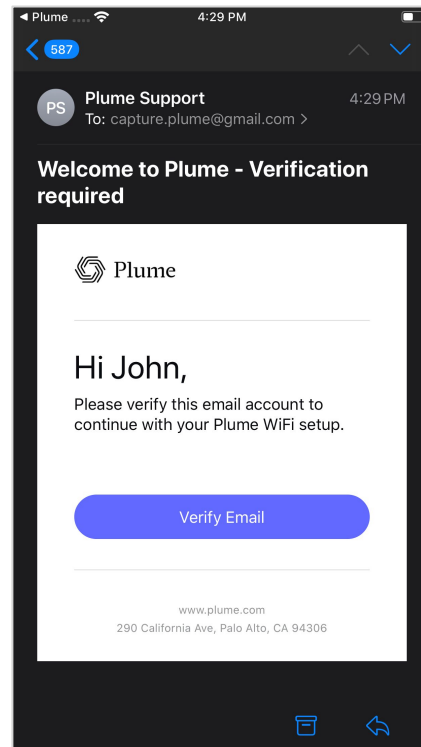 ◄ Plume .... 4:29 PM
587
PS
Plume Support 4:29 PM
To: capture.plume@gmail.com >
Welcome to Plume - Verification
required
Plume
Hi John,
Please verify this email account to
continue with your Plume WiFi setup.
Verify Email
www.plume.com
290 California Ave, Palo Alto, CA 94306